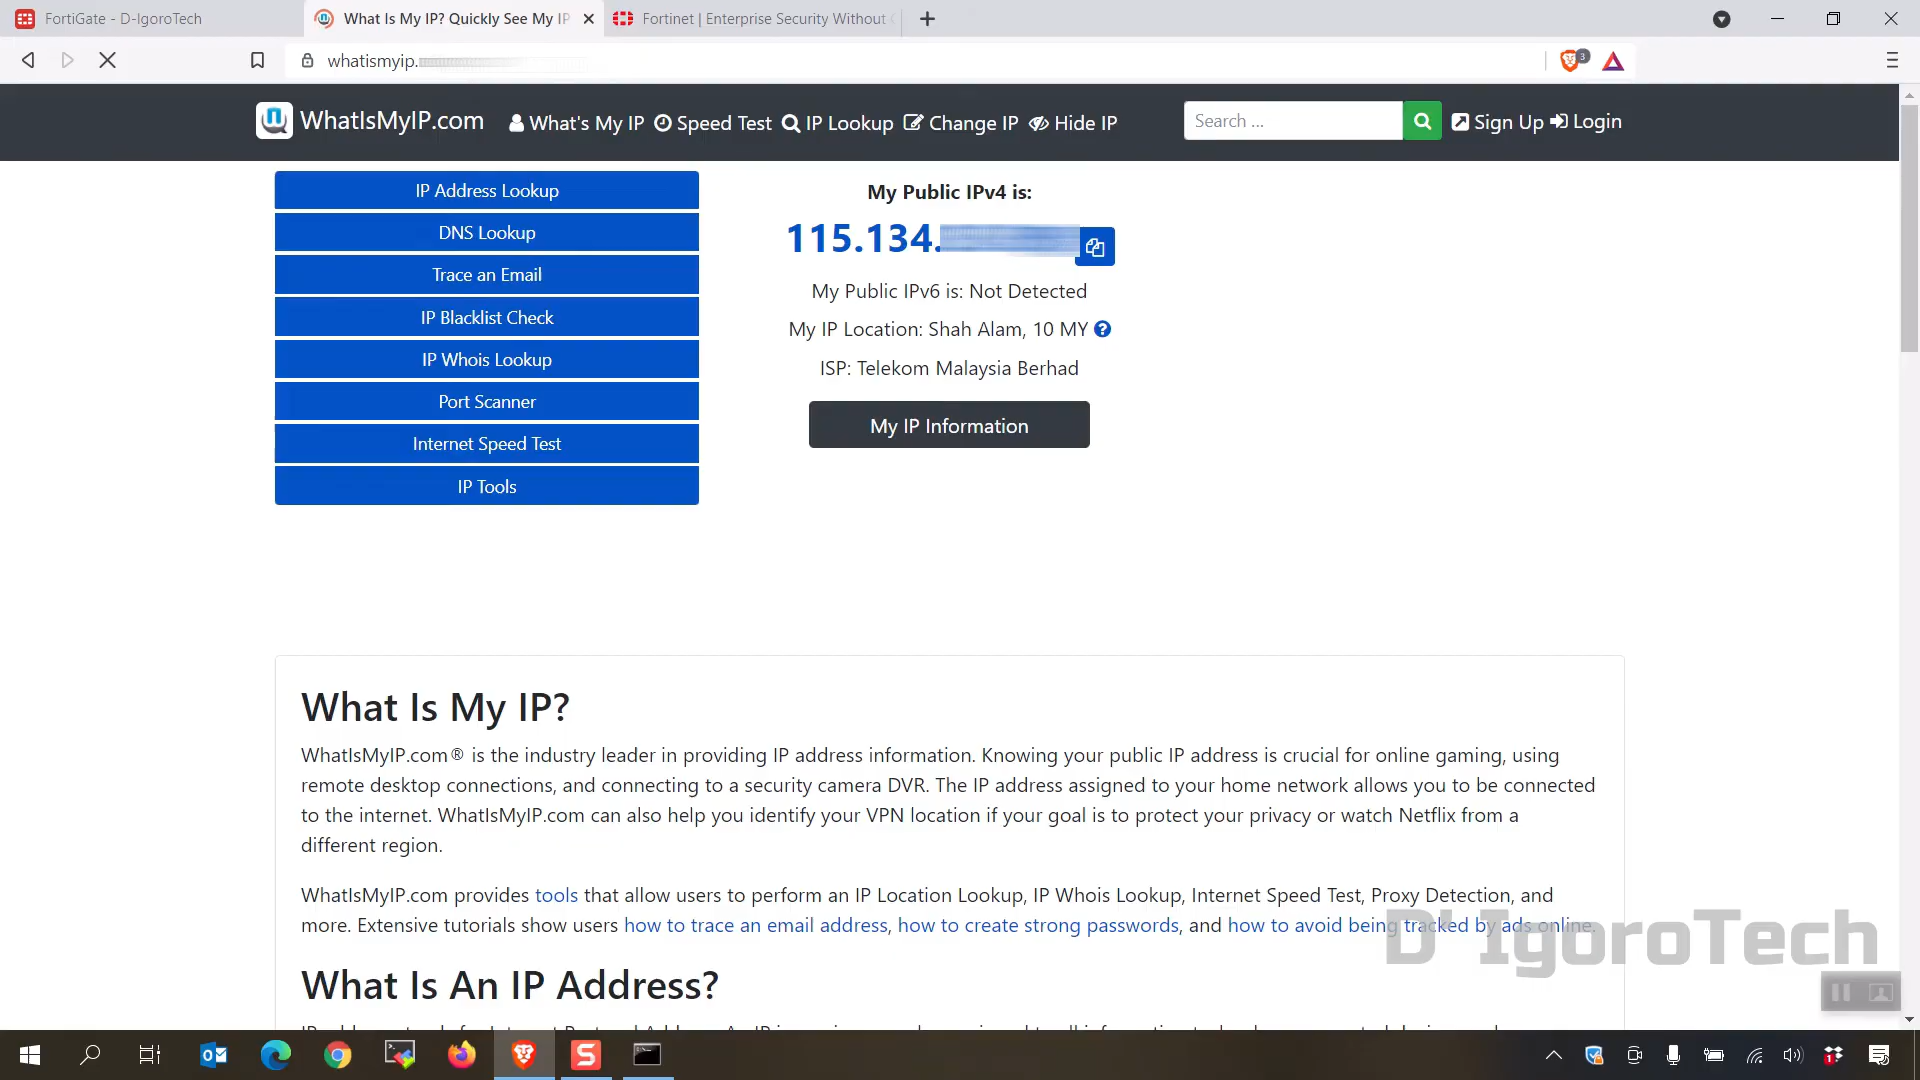 FortiGate - D-IgoroTech
What Is My IP? Quickly See My IP
Fortinet | Enterprise Security Without
whatismyip.
3
WhatIsMyIP.com
What's My IP
Speed Test
IP Lookup
Change IP
Hide IP
Search ...
Sign Up
Login
IP Address Lookup
DNS Lookup
Trace an Email
IP Blacklist Check
IP Whois Lookup
Port Scanner
Internet Speed Test
IP Tools
My Public IPv4 is:
115.134.
My Public IPv6 is: Not Detected
My IP Location: Shah Alam, 10 MY
ISP: Telekom Malaysia Berhad
My IP Information
What Is My IP?
WhatIsMyIP.com® is the industry leader in providing IP address information. Knowing your public IP address is crucial for online gaming, using
remote desktop connections, and connecting to a security camera DVR. The IP address assigned to your home network allows you to be connected
to the internet. WhatIsMyIP.com can also help you identify your VPN location if your goal is to protect your privacy or watch Netflix from a
different region.
WhatIsMyIP.com provides tools that allow users to perform an IP Location Lookup, IP Whois Lookup, Internet Speed Test, Proxy Detection, and
more. Extensive tutorials show users how to trace an email address, how to create strong passwords, and how to avoid being tracked by ads online.
D' IgoroTech
What Is An IP Address?